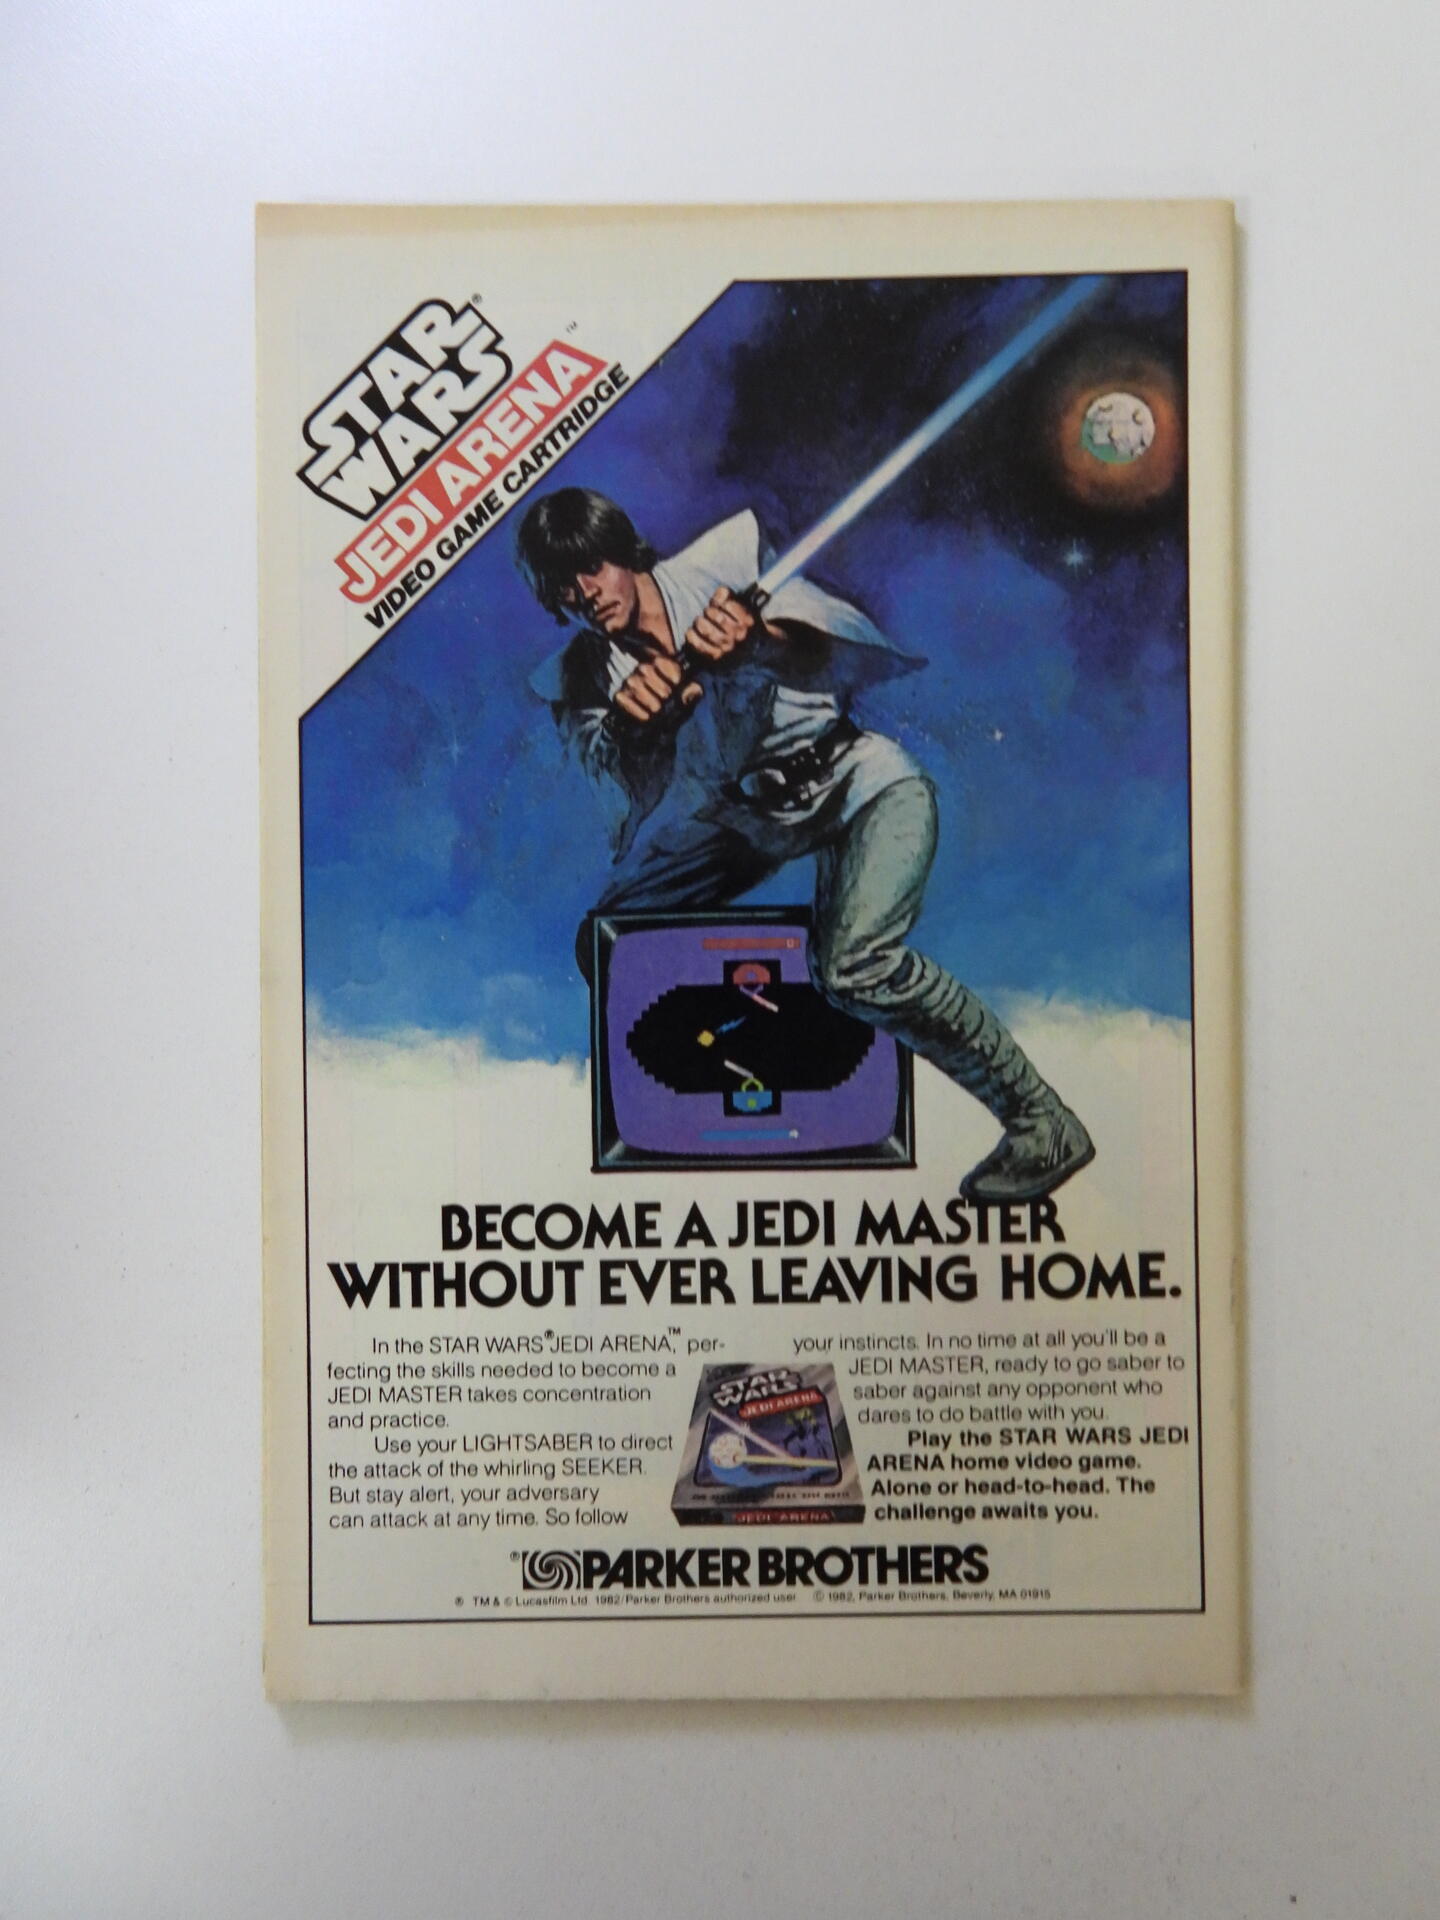 STAR
WARS®
JEDI ARENA™
VIDEO GAME CARTRIDGE
BECOME A JEDI MASTER
WITHOUT EVER LEAVING HOME.
In the STAR WARS® JEDI ARENA,™ per-
fecting the skills needed to become a
JEDI MASTER takes concentration
and practice.
Use your LIGHTSABER to direct
the attack of the whirling SEEKER.
But stay alert, your adversary
can attack at any time. So follow
your instincts. In no time at all you'll be a
JEDI MASTER, ready to go saber to
saber against any opponent who
dares to do battle with you.
Play the STAR WARS JEDI
ARENA home video game.
Alone or head-to-head. The
challenge awaits you.
STAR
WARS
JEDI ARENA
JEDI ARENA
® PARKER BROTHERS
® TM & © Lucasfilm Ltd. 1982/Parker Brothers authorized user © 1982, Parker Brothers, Beverly, MA 01915